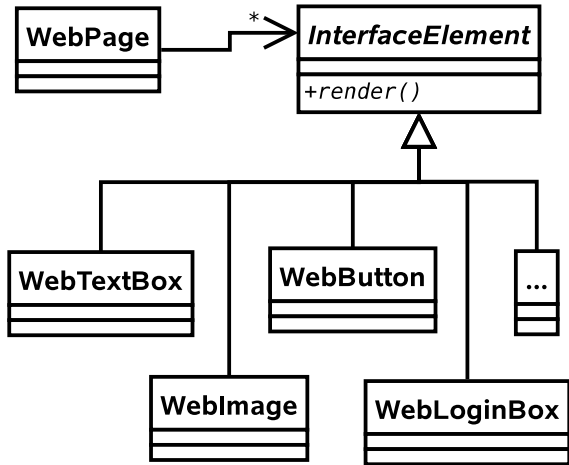 WebPage
*
InterfaceElement
+render()
WebTextBox
WebButton
...
WebImage
WebLoginBox